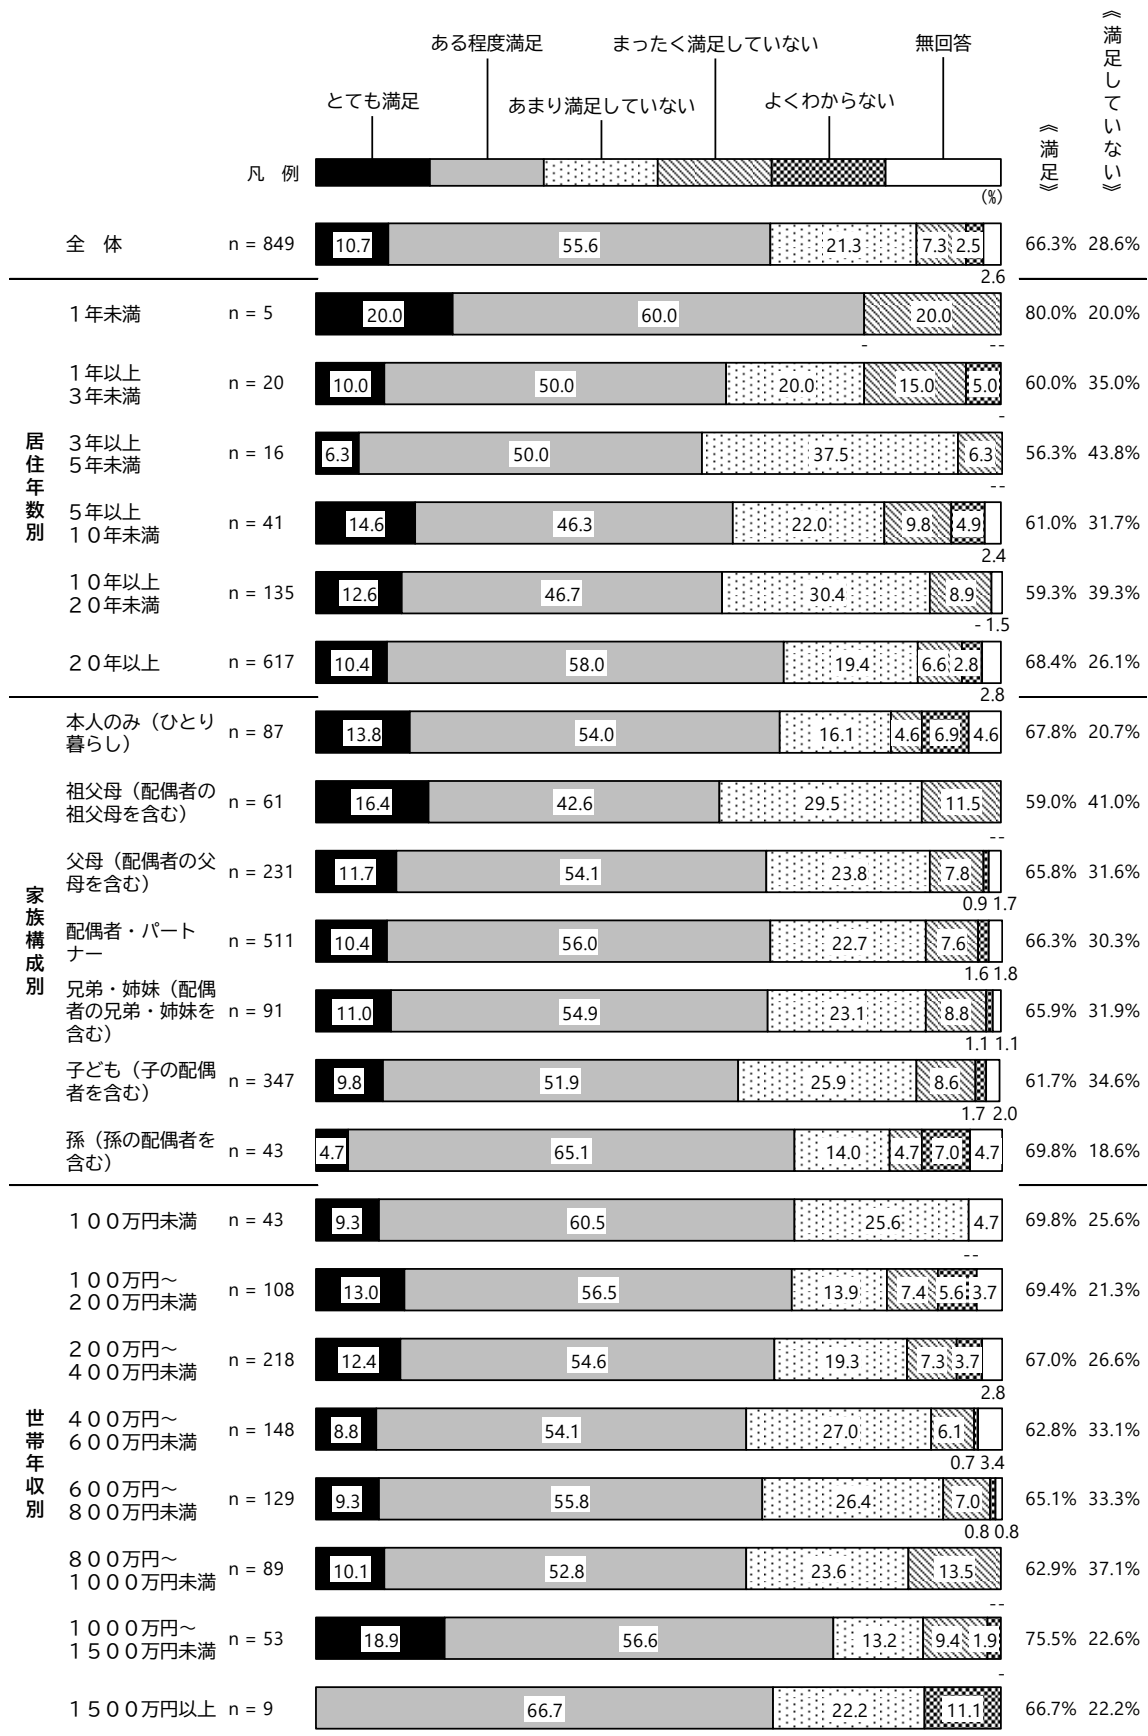 ある程度満足 まったく満足していない 無回答
とても満足 あまり満足していない よくわからない
《満足》
《満足していない》
凡 例
(%)
全 体 n = 849 10.7 55.6 21.3 7.3 2.5 66.3% 28.6%
2.6
居住年数別
1年未満 n = 5 20.0 60.0 20.0 80.0% 20.0%
- --
1年以上
3年未満 n = 20 10.0 50.0 20.0 15.0 5.0 60.0% 35.0%
-
3年以上
5年未満 n = 16 6.3 50.0 37.5 6.3 56.3% 43.8%
--
5年以上
10年未満 n = 41 14.6 46.3 22.0 9.8 4.9 61.0% 31.7%
2.4
10年以上
20年未満 n = 135 12.6 46.7 30.4 8.9 59.3% 39.3%
- 1.5
20年以上 n = 617 10.4 58.0 19.4 6.6 2.8 68.4% 26.1%
2.8
家族構成別
本人のみ（ひとり
暮らし） n = 87 13.8 54.0 16.1 4.6 6.9 4.6 67.8% 20.7%
祖父母（配偶者の
祖父母を含む） n = 61 16.4 42.6 29.5 11.5 59.0% 41.0%
--
父母（配偶者の父
母を含む） n = 231 11.7 54.1 23.8 7.8 65.8% 31.6%
0.9 1.7
配偶者・パート
ナー n = 511 10.4 56.0 22.7 7.6 66.3% 30.3%
1.6 1.8
兄弟・姉妹（配偶
者の兄弟・姉妹を
含む） n = 91 11.0 54.9 23.1 8.8 65.9% 31.9%
1.1 1.1
子ども（子の配偶
者を含む） n = 347 9.8 51.9 25.9 8.6 61.7% 34.6%
1.7 2.0
孫（孫の配偶者を
含む） n = 43 4.7 65.1 14.0 4.7 7.0 4.7 69.8% 18.6%
世帯年収別
100万円未満 n = 43 9.3 60.5 25.6 4.7 69.8% 25.6%
--
100万円～
200万円未満 n = 108 13.0 56.5 13.9 7.4 5.6 3.7 69.4% 21.3%
200万円～
400万円未満 n = 218 12.4 54.6 19.3 7.3 3.7 67.0% 26.6%
2.8
400万円～
600万円未満 n = 148 8.8 54.1 27.0 6.1 62.8% 33.1%
0.7 3.4
600万円～
800万円未満 n = 129 9.3 55.8 26.4 7.0 65.1% 33.3%
0.8 0.8
800万円～
1000万円未満 n = 89 10.1 52.8 23.6 13.5 62.9% 37.1%
--
1000万円～
1500万円未満 n = 53 18.9 56.6 13.2 9.4 1.9 75.5% 22.6%
-
1500万円以上 n = 9 66.7 22.2 11.1 66.7% 22.2%